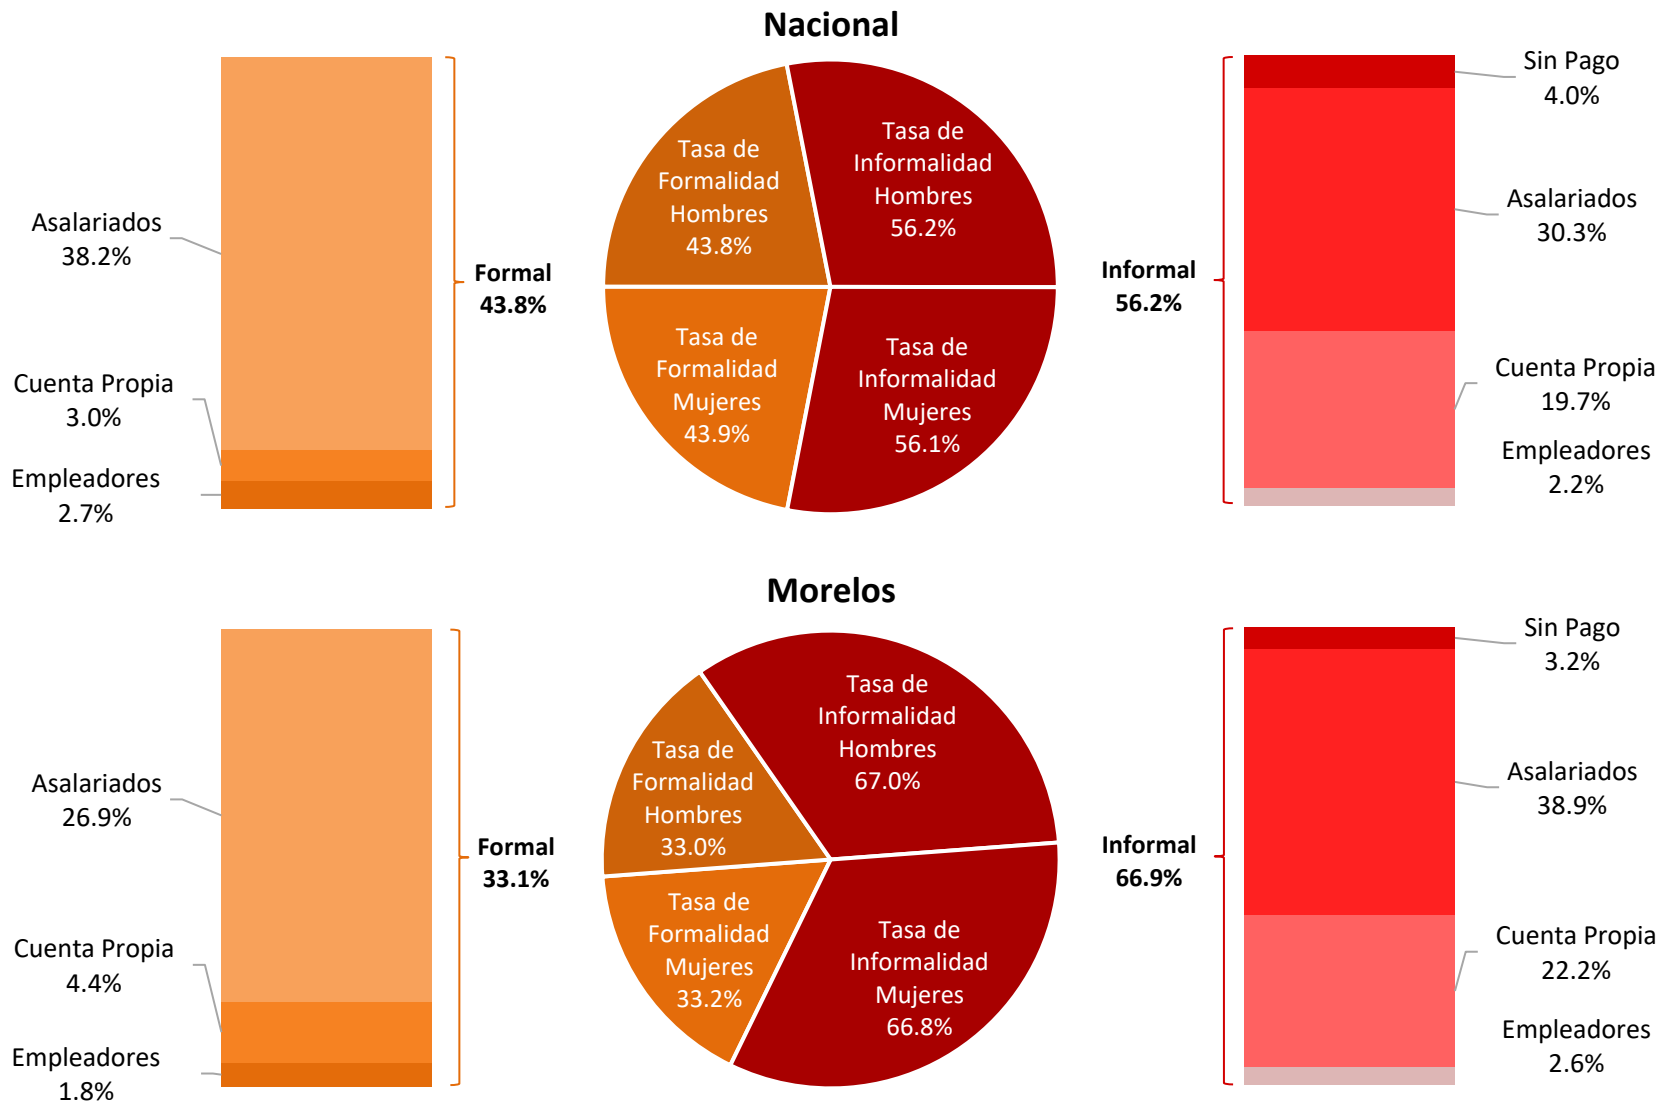 Nacional
Asalariados
38.2%
Cuenta Propia
3.0%
Empleadores
2.7%
Formal
43.8%
Tasa de
Formalidad
Hombres
43.8%
Tasa de
Informalidad
Hombres
56.2%
Tasa de
Formalidad
Mujeres
43.9%
Tasa de
Informalidad
Mujeres
56.1%
Informal
56.2%
Sin Pago
4.0%
Asalariados
30.3%
Cuenta Propia
19.7%
Empleadores
2.2%
Morelos
Asalariados
26.9%
Cuenta Propia
4.4%
Empleadores
1.8%
Formal
33.1%
Tasa de
Formalidad
Hombres
33.0%
Tasa de
Informalidad
Hombres
67.0%
Tasa de
Formalidad
Mujeres
33.2%
Tasa de
Informalidad
Mujeres
66.8%
Informal
66.9%
Sin Pago
3.2%
Asalariados
38.9%
Cuenta Propia
22.2%
Empleadores
2.6%